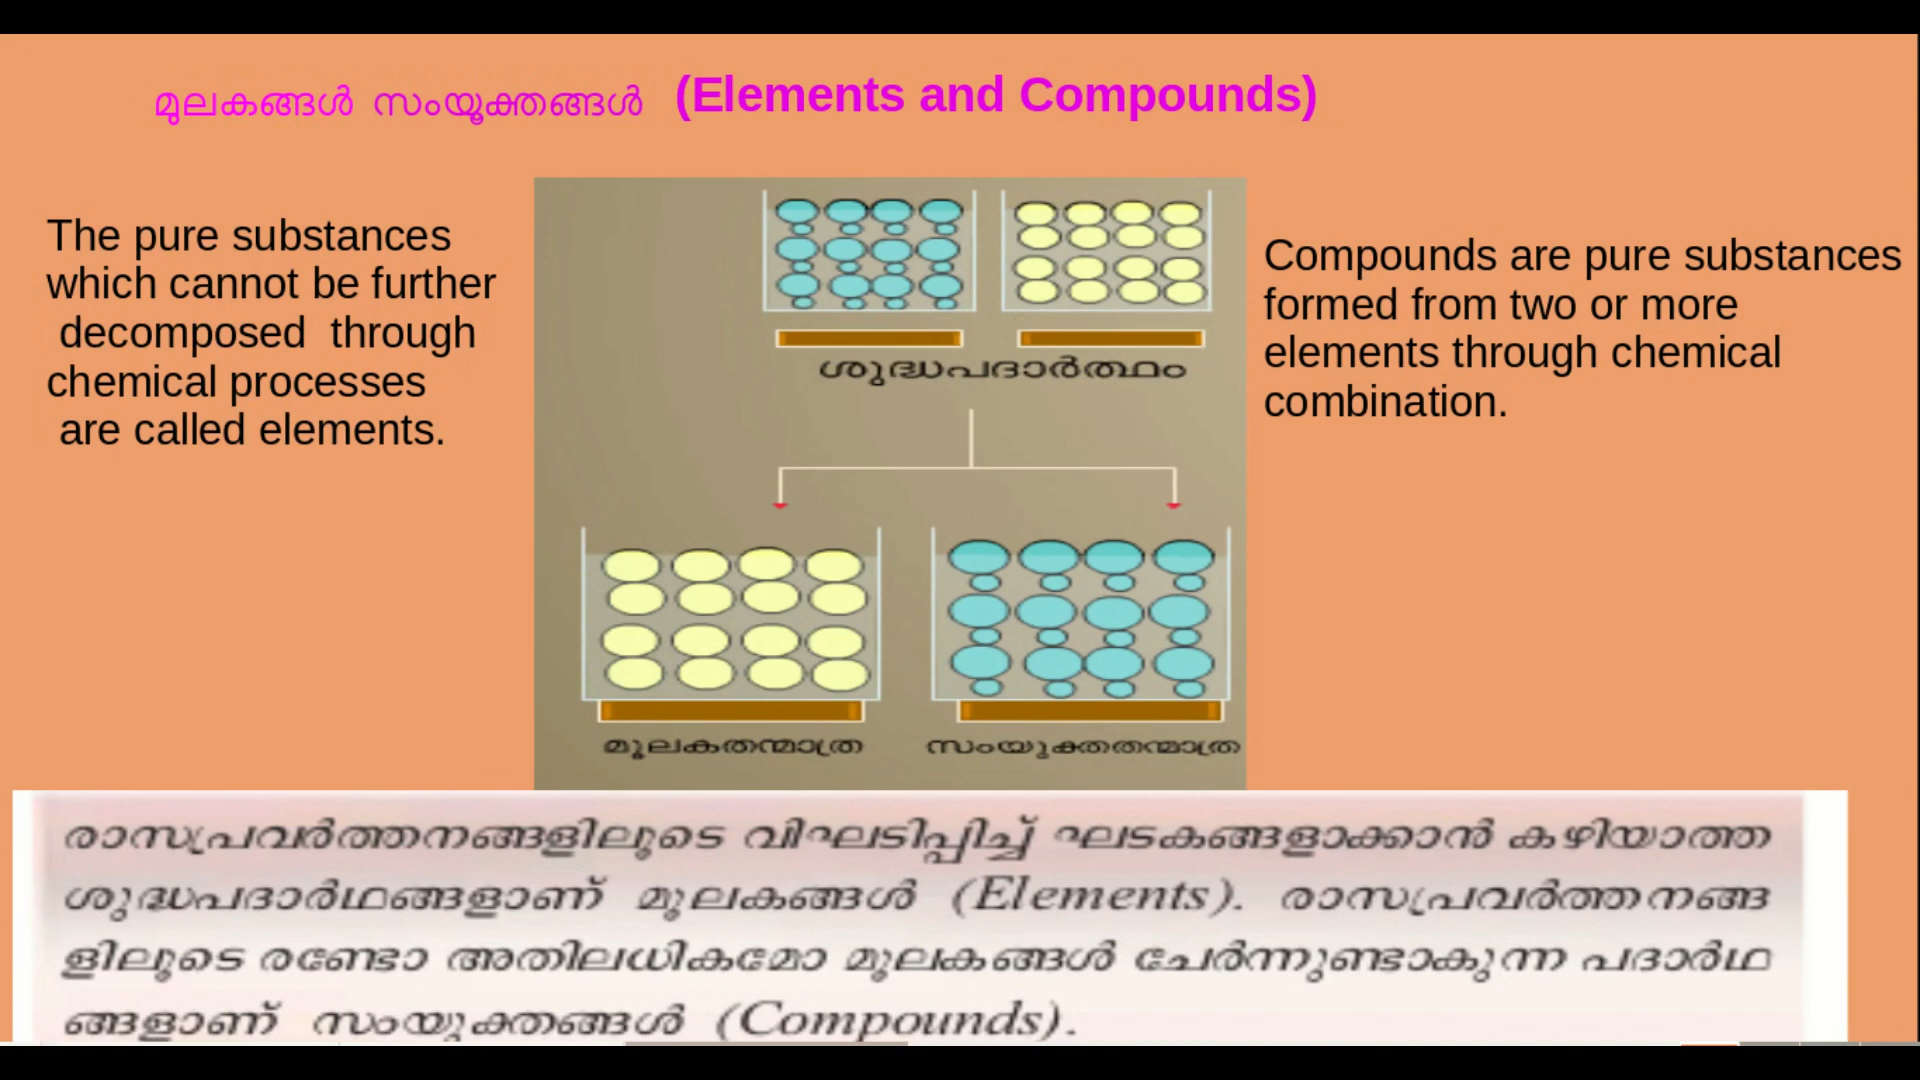 മുലകങ്ങൾ സംയൂക്തങ്ങൾ (Elements and Compounds)
The pure substances
which cannot be further
decomposed through
chemical processes
are called elements.
ശുദ്ധപദാർത്ഥം
മൂലകതന്മാത്ര
സംയുക്തതന്മാത്ര
Compounds are pure substances
formed from two or more
elements through chemical
combination.
രാസപ്രവർത്തനങ്ങളിലൂടെ വിഘടിപ്പിച്ച് ഘടകങ്ങളാക്കാൻ കഴിയാത്ത
ശുദ്ധപദാർഥങ്ങളാണ് മൂലകങ്ങൾ (Elements). രാസപ്രവർത്തനങ്ങ
ളിലൂടെ രണ്ടോ അതിലധികമോ മൂലകങ്ങൾ ചേർന്നുണ്ടാകുന്ന പദാർഥ
ങ്ങളാണ് സംയുക്തങ്ങൾ (Compounds).